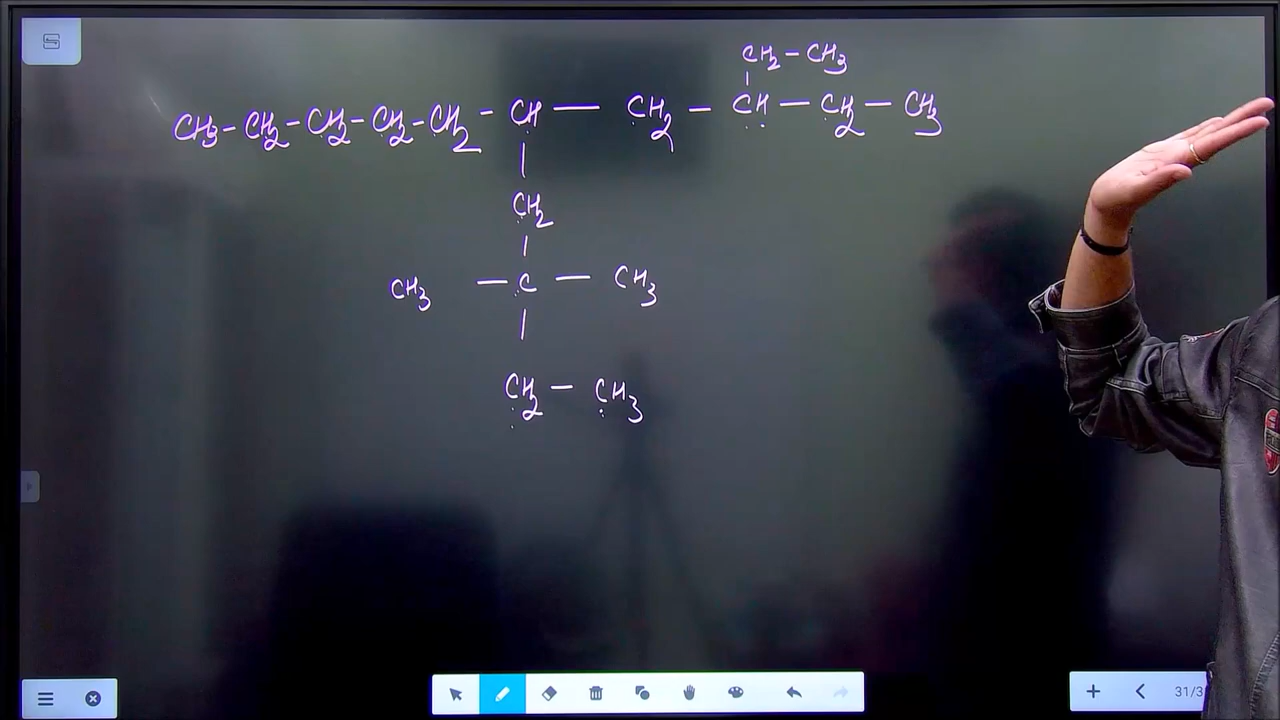 CH2 – CH3
CH3 – CH2 – CH2 – CH2 – CH2 – CH — CH2 – CH – CH2 – CH3
CH2
CH3 – C – CH3
CH2 – CH3
31/3